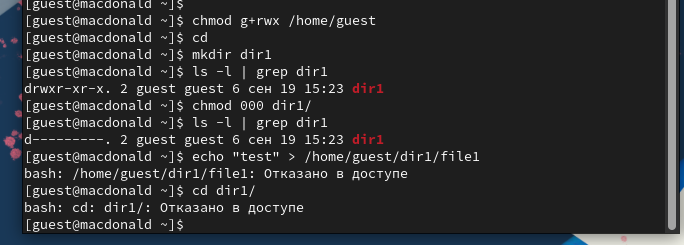 [guest@macdonald ~]$
[guest@macdonald ~]$ chmod g+rwx /home/guest
[guest@macdonald ~]$ cd
[guest@macdonald ~]$ mkdir dir1
[guest@macdonald ~]$ ls -l | grep dir1
drwxr-xr-x. 2 guest guest 6 сен 19 15:23 dir1
[guest@macdonald ~]$ chmod 000 dir1/
[guest@macdonald ~]$ ls -l | grep dir1
d---------. 2 guest guest 6 сен 19 15:23 dir1
[guest@macdonald ~]$ echo "test" > /home/guest/dir1/file1
bash: /home/guest/dir1/file1: Отказано в доступе
[guest@macdonald ~]$ cd dir1/
bash: cd: dir1/: Отказано в доступе
[guest@macdonald ~]$